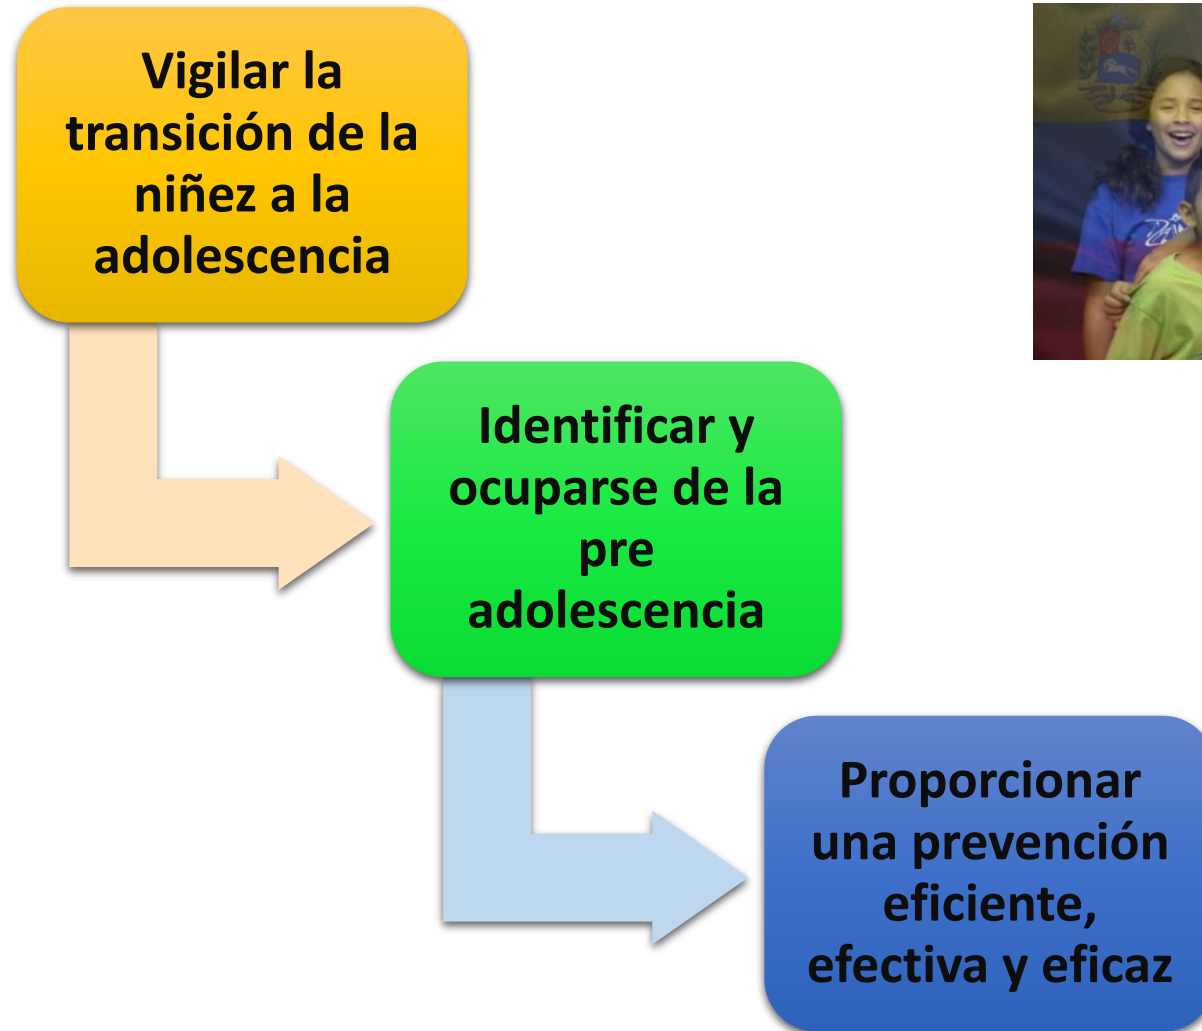 Vigilar la
transición de la
niñez a la
adolescencia
Identificar y
ocuparse de la
pre
adolescencia
Proporcionar
una prevención
eficiente,
efectiva y eficaz